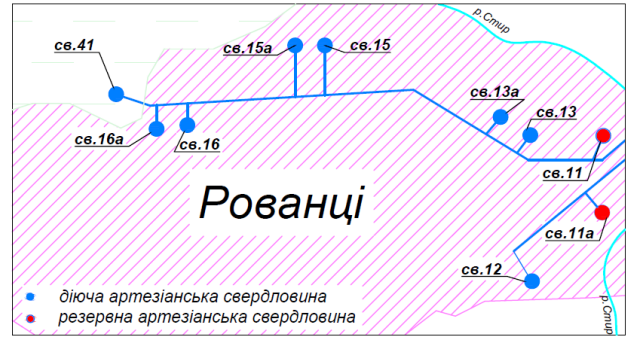 р.Стир
св.41
св.15а
св.15
св.13а
св.13
св.16а
св.16
св.11
Рованці
св.11а
св.12
діюча артезіанська свердловина
резервна артезіанська свердловина
р.Стир